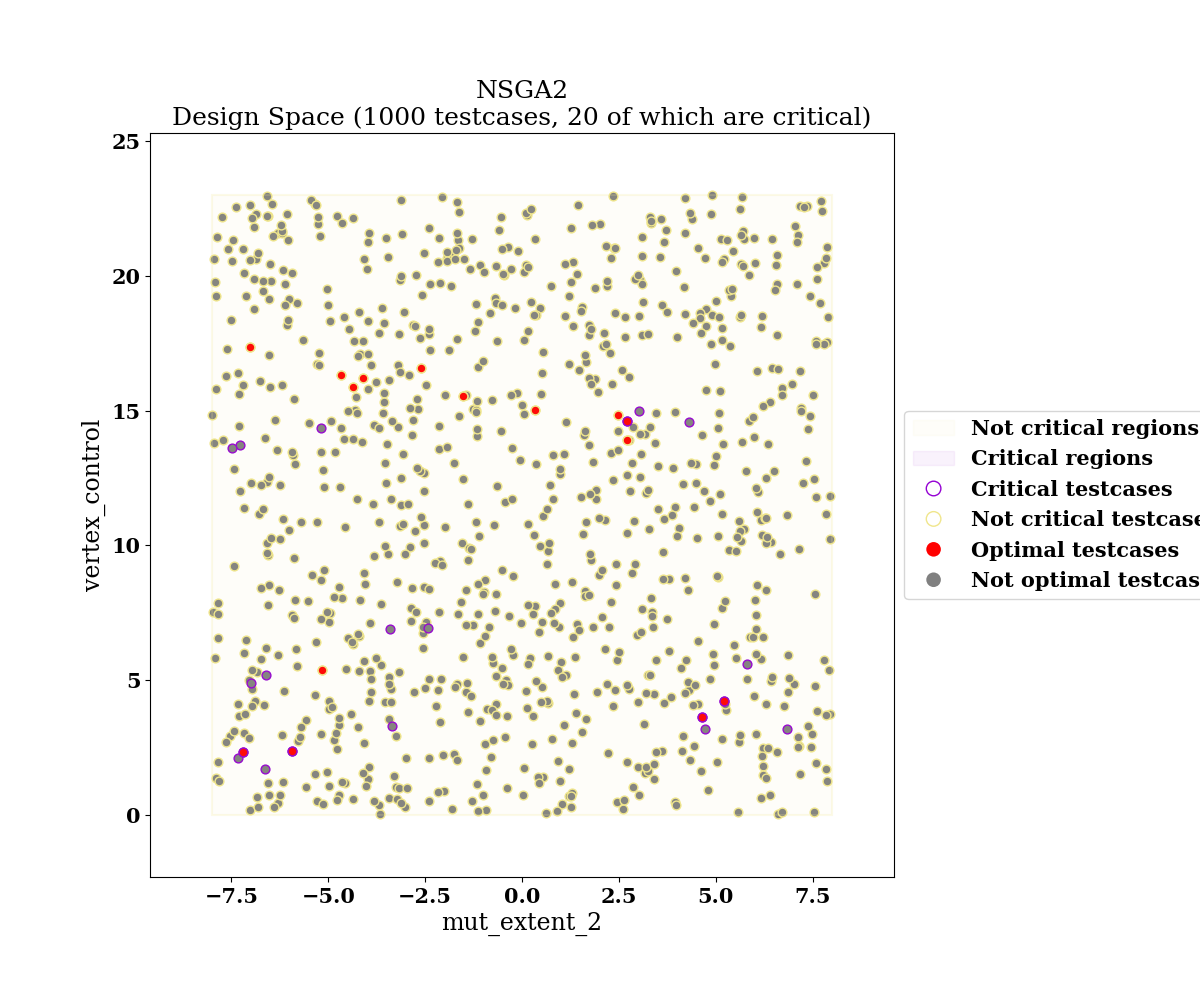 NSGA2
Design Space (1000 testcases, 20 of which are critical)
25
20
15
10
5
0
vertex_control
−7.5
−5.0
−2.5
0.0
2.5
5.0
7.5
mut_extent_2
Not critical regions
Critical regions
Critical testcases
Not critical testcase
Optimal testcases
Not optimal testcas